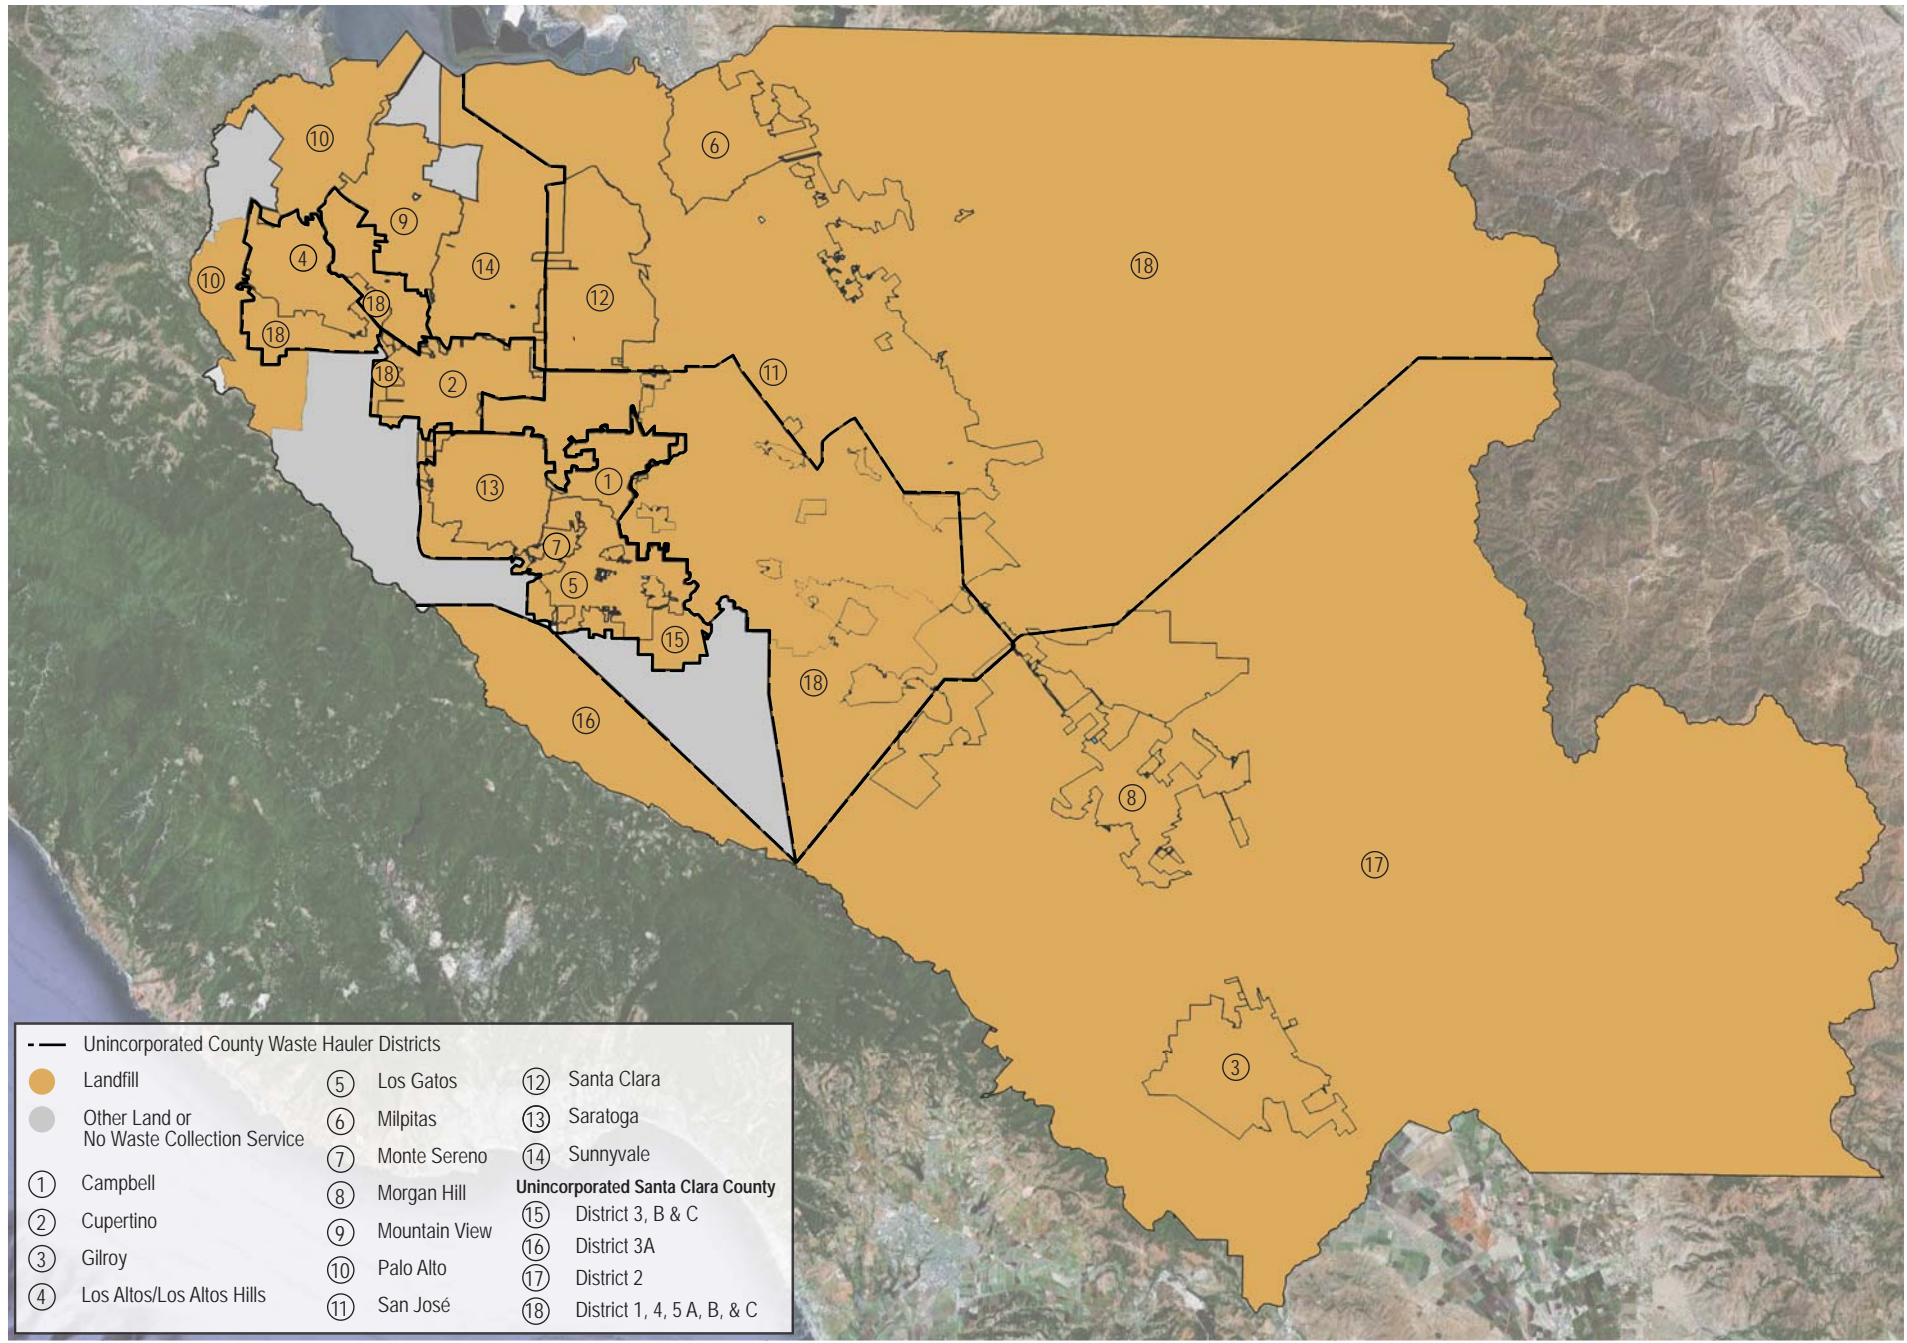 10
6
9
4
14
18
10
12
18
18
11
18
2
13
1
7
5
15
18
16
8
17
3
Unincorporated County Waste Hauler Districts
Landfill
Other Land or
No Waste Collection Service
1 Campbell
2 Cupertino
3 Gilroy
4 Los Altos/Los Altos Hills
5 Los Gatos
6 Milpitas
7 Monte Sereno
8 Morgan Hill
9 Mountain View
10 Palo Alto
11 San José
12 Santa Clara
13 Saratoga
14 Sunnyvale
Unincorporated Santa Clara County
15 District 3, B & C
16 District 3A
17 District 2
18 District 1, 4, 5 A, B, & C